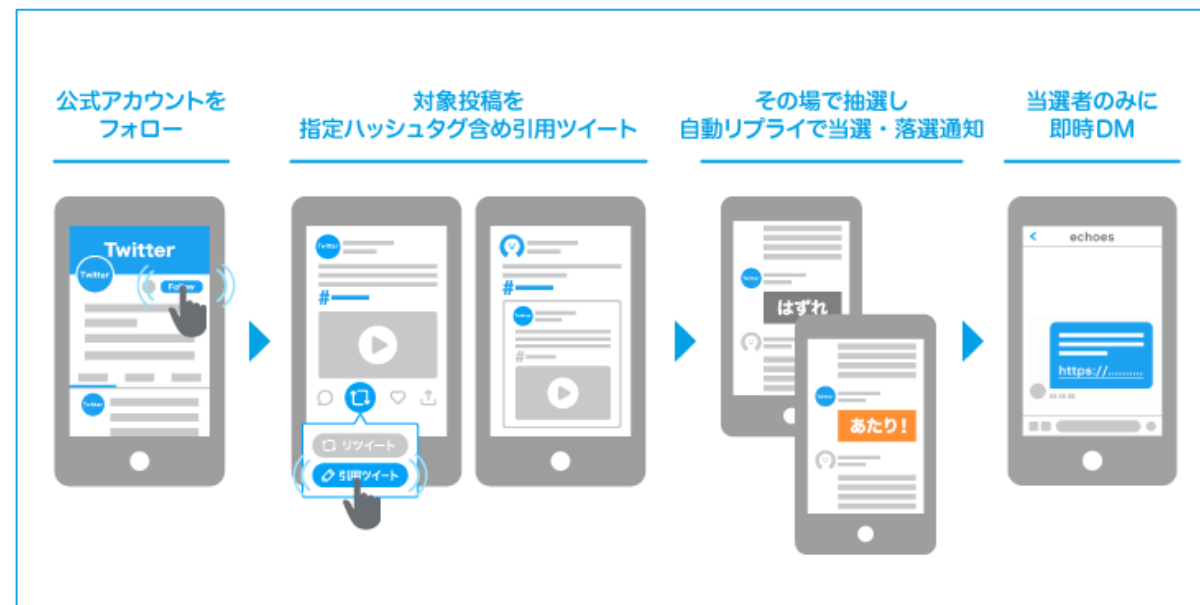 公式アカウントを
フォロー
対象投稿を
指定ハッシュタグ含め引用ツイート
その場で抽選し
自動リプライで当選・落選通知
当選者のみに
即時DM
Twitter
Twitter
Follow
Twitter
Twitter
#
リツイート
引用ツイート
#
Twitter
#
Twitter
はずれ
Twitter
あたり！
echoes
https://..........